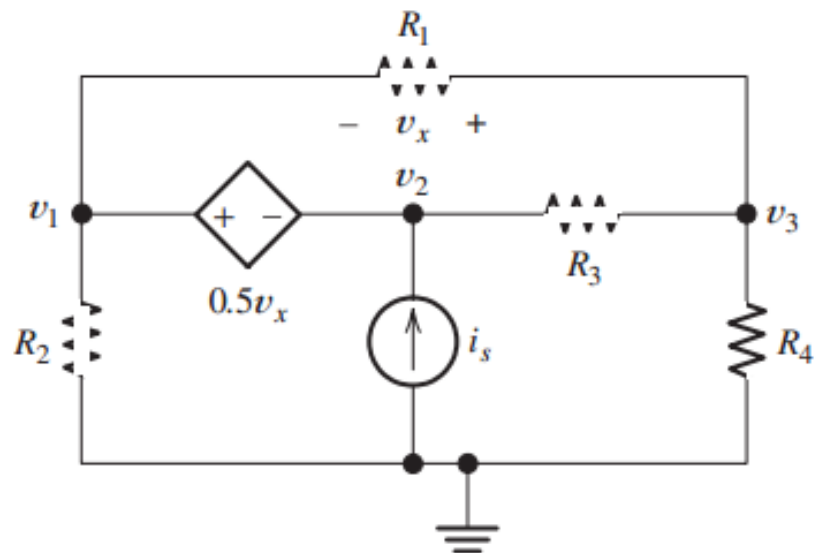 R₁
− vₓ +
v₂
v₁ + − v₃
R₃
0.5vₓ
R₂ iₛ R₄